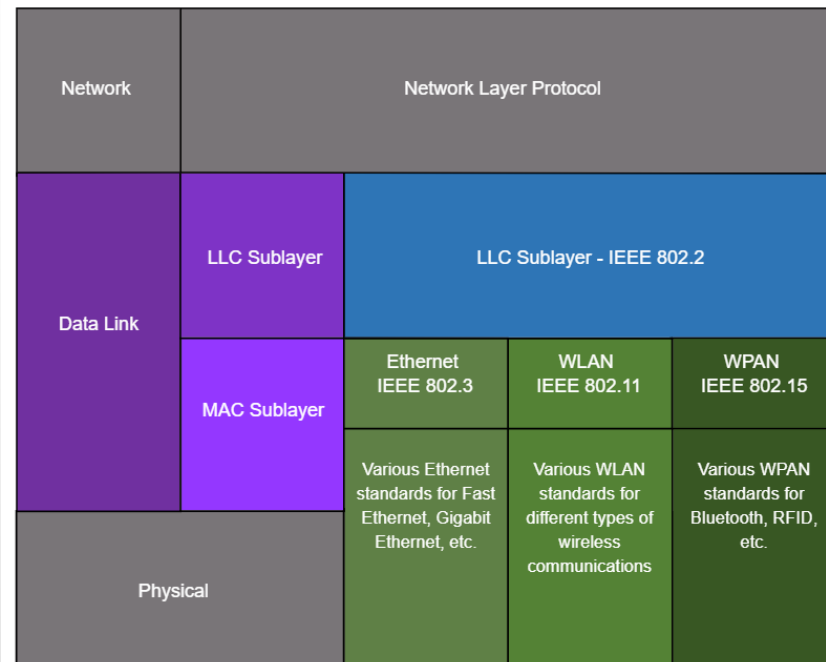 Network
Network Layer Protocol
LLC Sublayer
LLC Sublayer - IEEE 802.2
Data Link
MAC Sublayer
Ethernet
IEEE 802.3
WLAN
IEEE 802.11
WPAN
IEEE 802.15
Various Ethernet
standards for Fast
Ethernet, Gigabit
Ethernet, etc.
Various WLAN
standards for
different types of
wireless
communications
Various WPAN
standards for
Bluetooth, RFID,
etc.
Physical